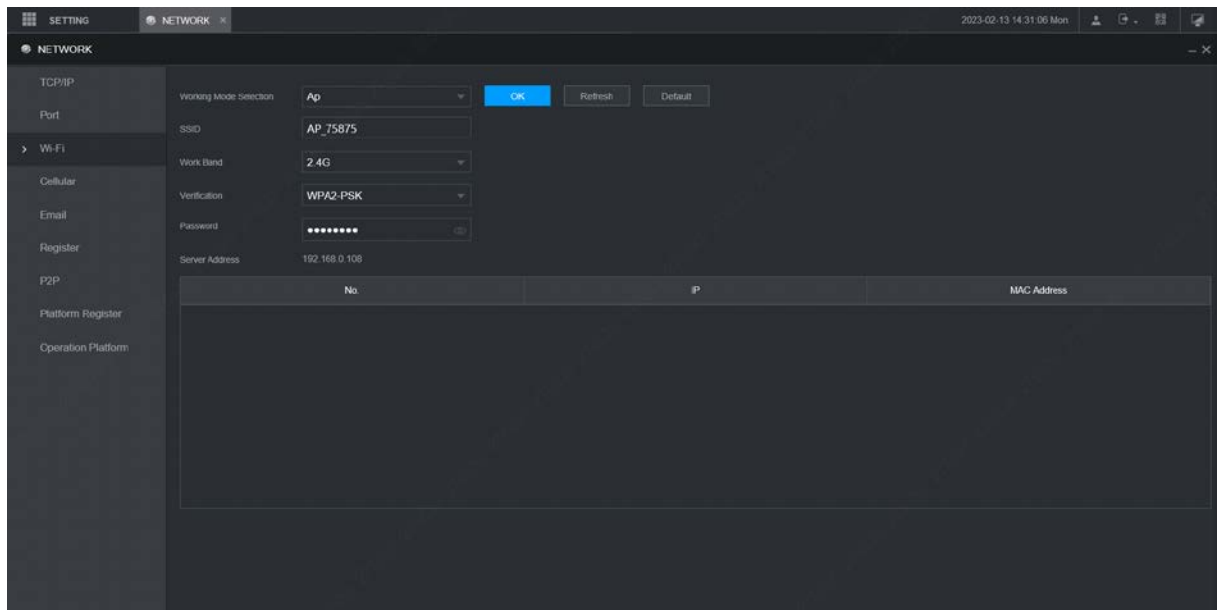 SETTING
NETWORK ×
2023-02-13 14:31:06 Mon
NETWORK
TCP/IP
Port
Wi-Fi
Cellular
Email
Register
P2P
Platform Register
Operation Platform
Working Mode Selection Ap OK Refresh Default
SSID AP_75875
Work Band 2.4G
Verification WPA2-PSK
Password ••••••••
Server Address 192.168.0.108
No. IP MAC Address